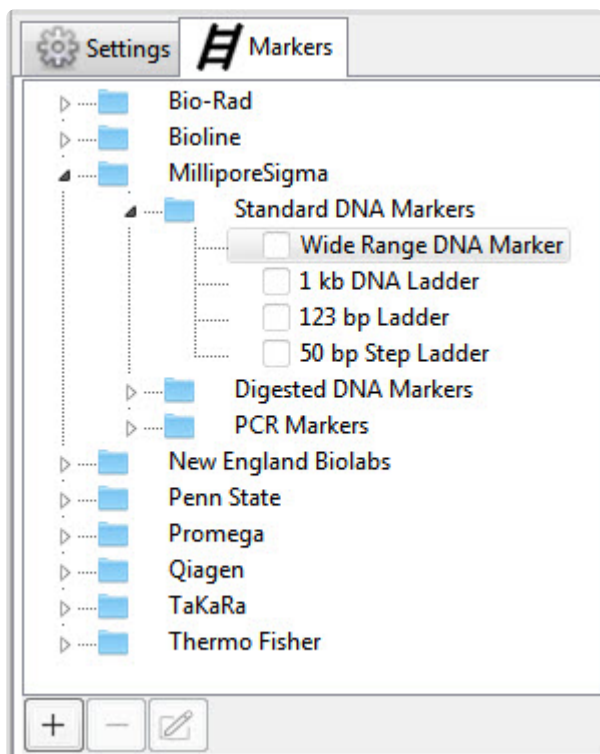 Settings
Markers
Bio-Rad
Bioline
MilliporeSigma
Standard DNA Markers
Wide Range DNA Marker
1 kb DNA Ladder
123 bp Ladder
50 bp Step Ladder
Digested DNA Markers
PCR Markers
New England Biolabs
Penn State
Promega
Qiagen
TaKaRa
Thermo Fisher